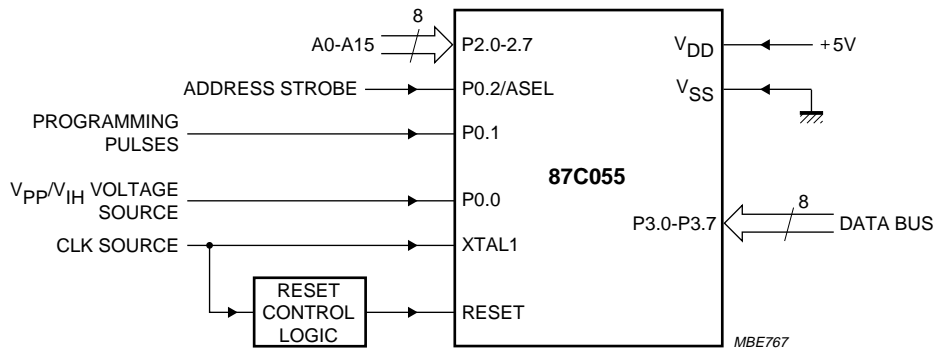 8
A0-A15
P2.0-2.7
VDD
+5V
ADDRESS STROBE
P0.2/ASEL
VSS
PROGRAMMING
PULSES
P0.1
87C055
VPP/VIH VOLTAGE
SOURCE
P0.0
P3.0-P3.7
8
DATA BUS
CLK SOURCE
XTAL1
RESET
CONTROL
LOGIC
RESET
MBE767